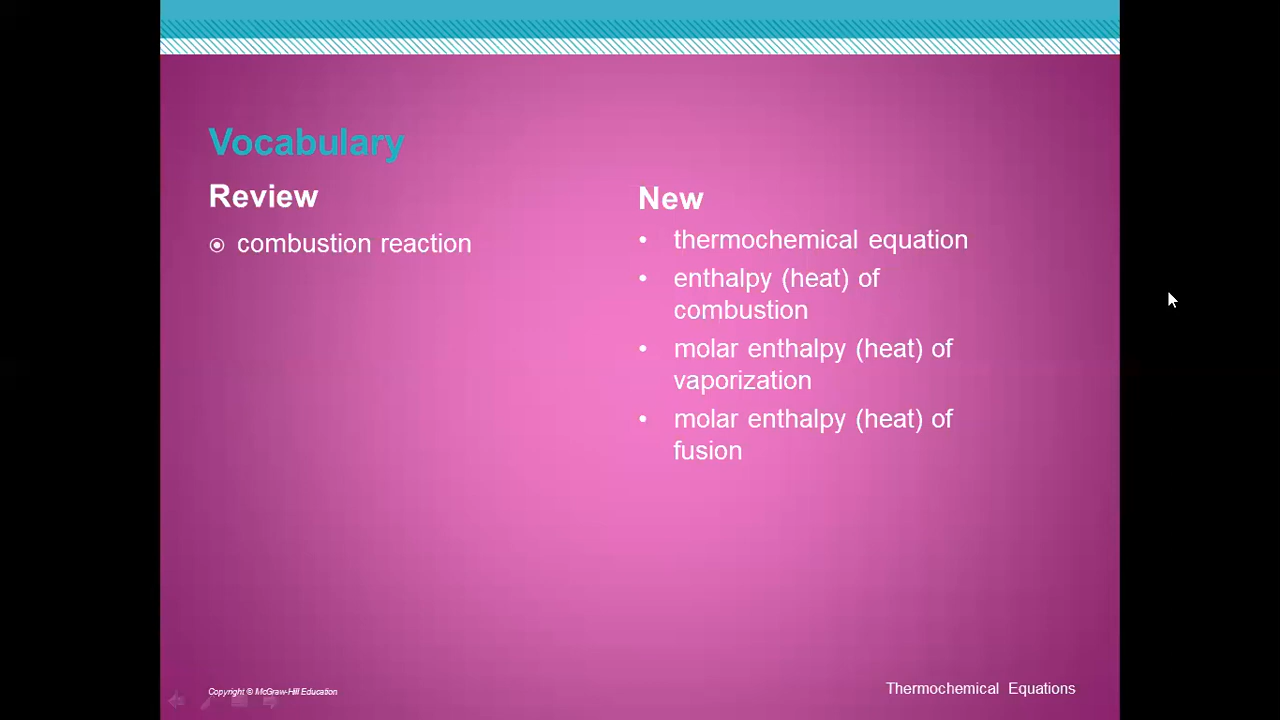 Vocabulary
Review
combustion reaction
New
• thermochemical equation
• enthalpy (heat) of
combustion
• molar enthalpy (heat) of
vaporization
• molar enthalpy (heat) of
fusion
Copyright © McGraw-Hill Education
Thermochemical Equations